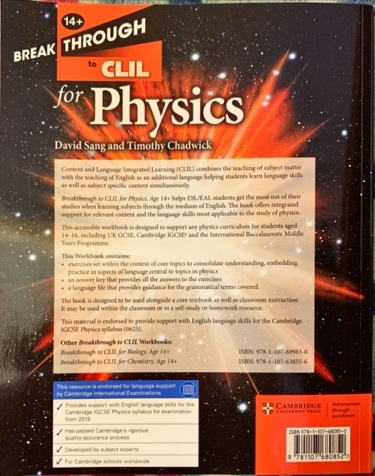 14+
BREAK THROUGH
to CLIL
for Physics
David Sang and Timothy Chadwick
Content and Language Integrated Learning (CLIL) combines the teaching of subject matter
with the teaching of English as an additional language helping students learn language skills
as well as subject specific content simultaneously.
Breakthrough to CLIL for Physics, Age 14+ helps ESL/EAL students get the most out of their
studies when learning subjects through the medium of English. The book offers integrated
support for relevant content and the language skills most applicable to the study of physics.
This accessible workbook is designed to support any physics curriculum for students aged
14–16, including UK GCSE, Cambridge IGCSE® and the International Baccalaureate Middle
Years Programme.
This Workbook contains:
• exercises set within the context of core topics to consolidate understanding, embedding
practice in aspects of language central to topics in physics
• an answer key that provides all the answers to the exercises
• a language file that provides guidance for the grammatical terms covered.
The book is designed to be used alongside a core textbook as well as classroom instruction.
It may be used within the classroom or as a self-study or homework resource.
This material is endorsed to provide support with English language skills for the Cambridge
IGCSE Physics syllabus (0625).
Other Breakthrough to CLIL Workbooks:
Breakthrough to CLIL for Biology, Age 14+ ISBN: 978-1-107-69983-0
Breakthrough to CLIL for Chemistry, Age 14+ ISBN: 978-1-107-63855-6
This resource is endorsed for language support
by Cambridge International Examinations
✓ Provides support with English language skills for the
Cambridge IGCSE Physics syllabus for examination
from 2016
✓ Has passed Cambridge's rigorous
quality-assurance process
✓ Developed by subject experts
✓ For Cambridge schools worldwide
CAMBRIDGE
UNIVERSITY PRESS
Achievement
through
excellence
ISBN 978-1-107-68085-2
9 781107 680852 >